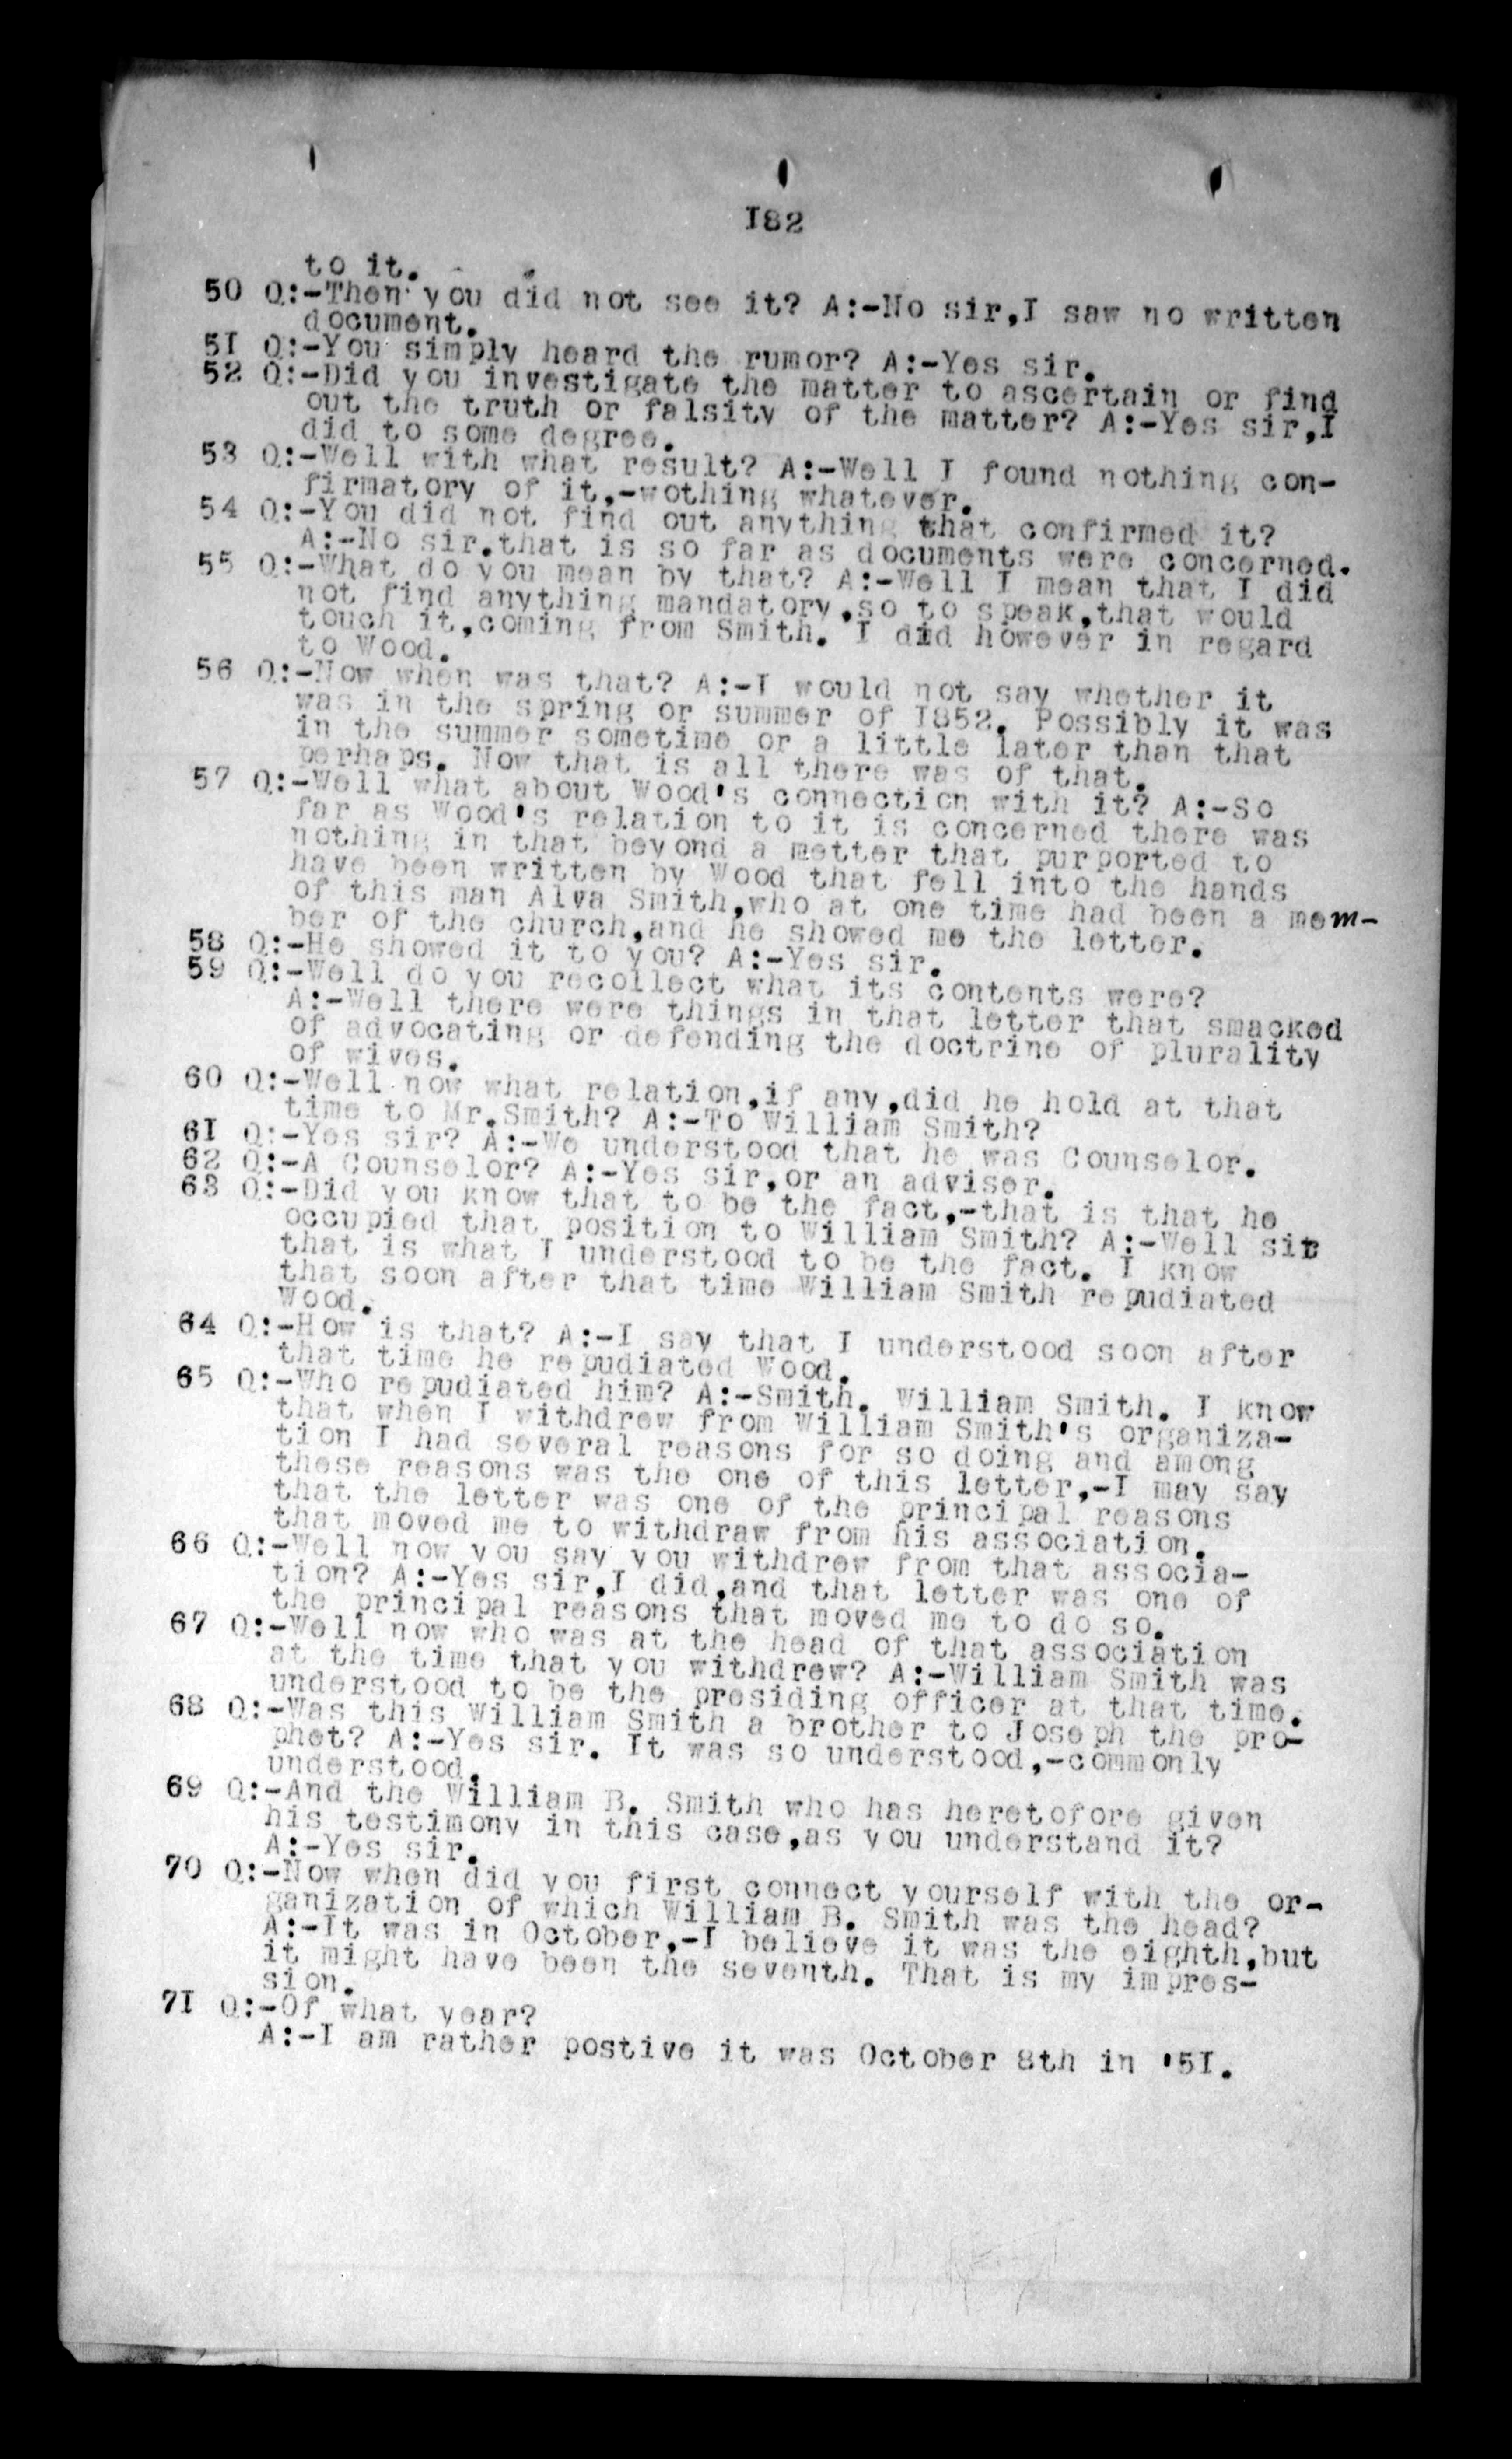 182
to it.
50 Q:-Then you did not see it? A:-No sir,I saw no written
document.
51 Q:-You simply heard the rumor? A:-Yes sir.
52 Q:-Did you investigate the matter to ascertain or find
out the truth or falsity of the matter? A:-Yes sir,I
did to some degree.
53 Q:-Well with what result? A:-Well I found nothing con-
firmatory of it,-wothing whatever.
54 Q:-You did not find out anything that confirmed it?
A:-No sir.that is so far as documents were concerned.
55 Q:-What do you mean by that? A:-Well I mean that I did
not find anything mandatory,so to speak,that would
touch it,coming from Smith. I did however in regard
to Wood.
56 Q:-Now when was that? A:-I would not say whether it
was in the spring or summer of 1852. Possibly it was
in the summer sometime or a little later than that
perhaps. Now that is all there was of that.
57 Q:-Well what about Wood's connection with it? A:-So
far as Wood's relation to it is concerned there was
nothing in that beyond a metter that purported to
have been written by Wood that fell into the hands
of this man Alva Smith,who at one time had been a mem-
ber of the church,and he showed me the letter.
58 Q:-He showed it to you? A:-Yes sir.
59 Q:-Well do you recollect what its contents were?
A:-Well there were things in that letter that smacked
of advocating or defending the doctrine of plurality
of wives.
60 Q:-Well now what relation,if any,did he hold at that
time to Mr.Smith? A:-To William Smith?
61 Q:-Yes sir? A:-We understood that he was Counselor.
62 Q:-A Counselor? A:-Yes sir,or an adviser.
63 Q:-Did you know that to be the fact,-that is that he
occupied that position to William Smith? A:-Well sir
that is what I understood to be the fact. I know
that soon after that time William Smith repudiated
Wood.
64 Q:-How is that? A:-I say that I understood soon after
that time he repudiated Wood.
65 Q:-Who repudiated him? A:-Smith. William Smith. I know
that when I withdrew from William Smith's organiza-
tion I had several reasons for so doing and among
these reasons was the one of this letter,-I may say
that the letter was one of the principal reasons
that moved me to withdraw from his association.
66 Q:-Well now you say you withdrew from that associa-
tion? A:-Yes sir,I did,and that letter was one of
the principal reasons that moved me to do so.
67 Q:-Well now who was at the head of that association
at the time that you withdrew? A:-William Smith was
understood to be the presiding officer at that time.
68 Q:-Was this William Smith a brother to Joseph the pro-
phet? A:-Yes sir. It was so understood,-commonly
understood.
69 Q:-And the William B. Smith who has heretofore given
his testimony in this case,as you understand it?
A:-Yes sir.
70 Q:-Now when did you first connect yourself with the or-
ganization of which William B. Smith was the head?
A:-It was in October,-I believe it was the eighth,but
it might have been the seventh. That is my impres-
sion.
71 Q:-Of what year?
A:-I am rather postive it was October 8th in '51.